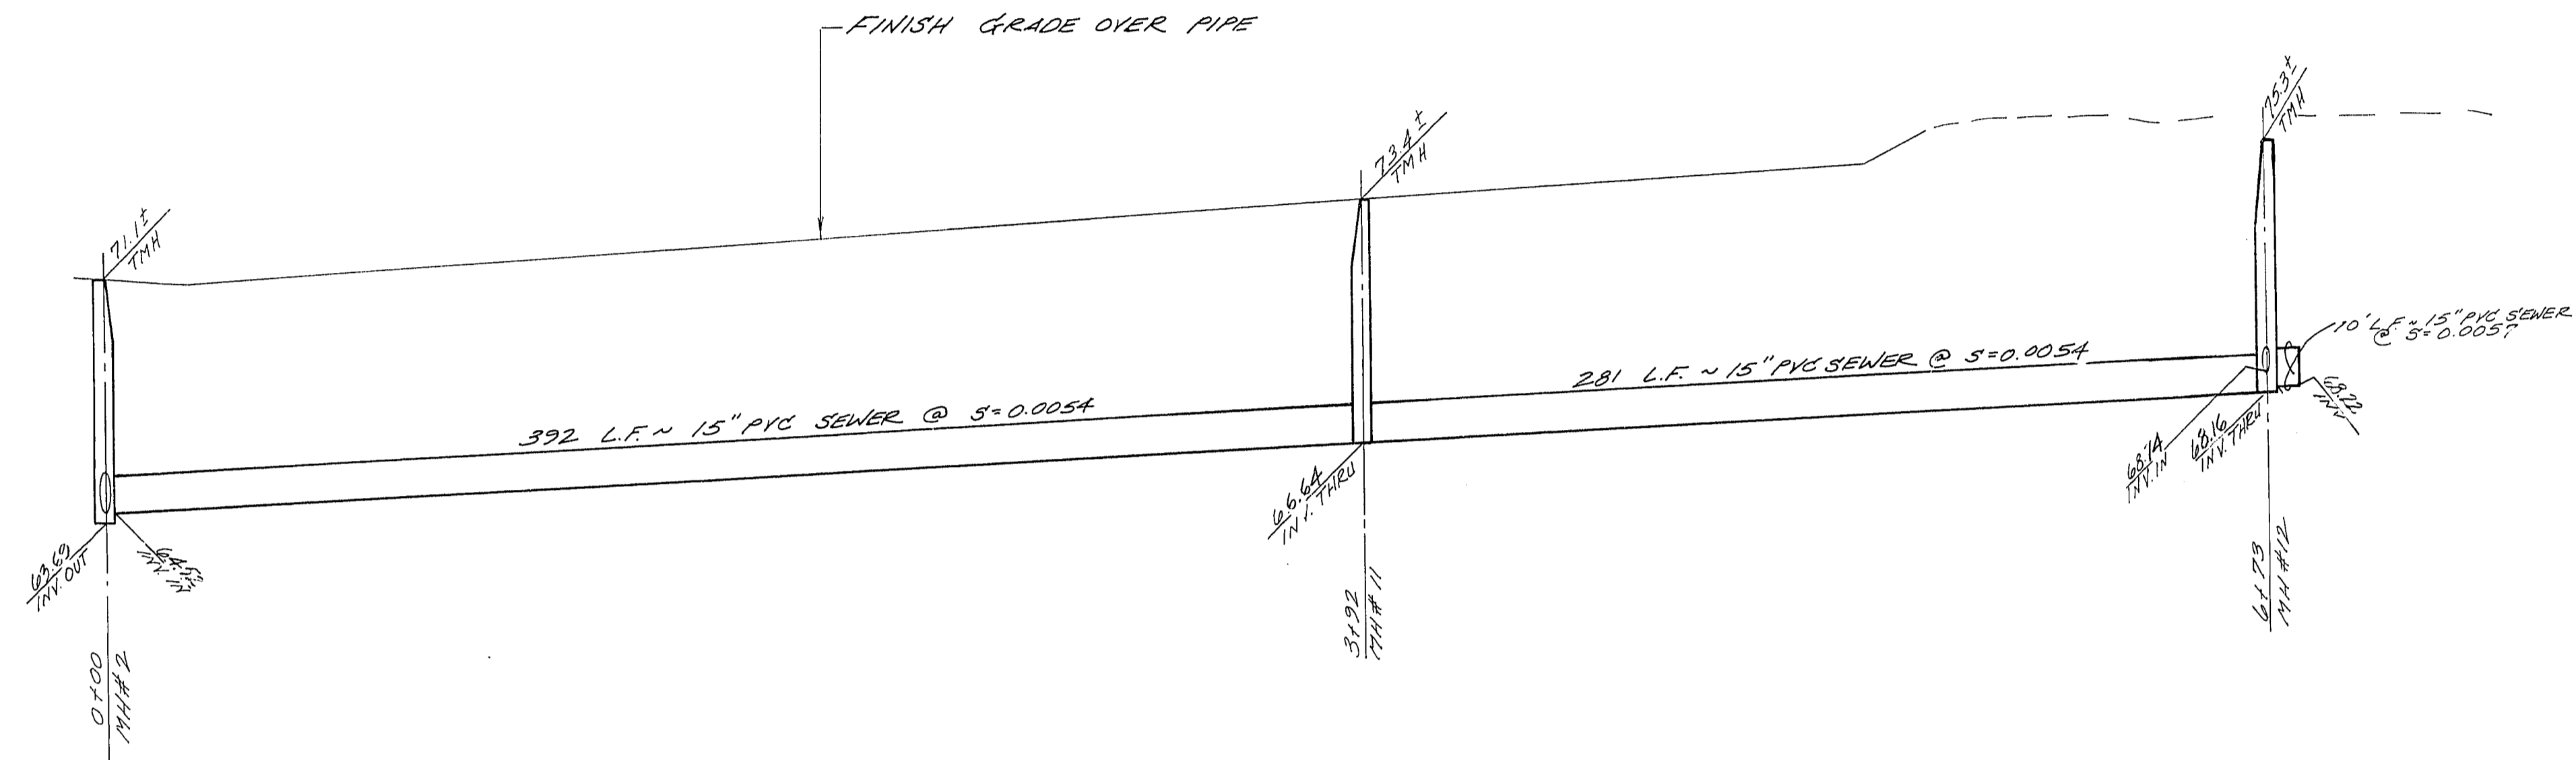 FINISH GRADE OVER PIPE
75.3±
TMH
73.4±
TMH
71.1±
TMH
10' L.F. ~ 15" PVC SEWER
@ S=0.0057
281 L.F. ~ 15" PVC SEWER @ S=0.0054
392 L.F. ~ 15" PVC SEWER @ S=0.0054
68.22
INV.
68.74
INV. IN
68.16
INV. THRU
66.64
INV. THRU
63.69
INV. OUT
INV. IN
6+73
MH #12
3+92
MH # 11
0+00
MH# 2